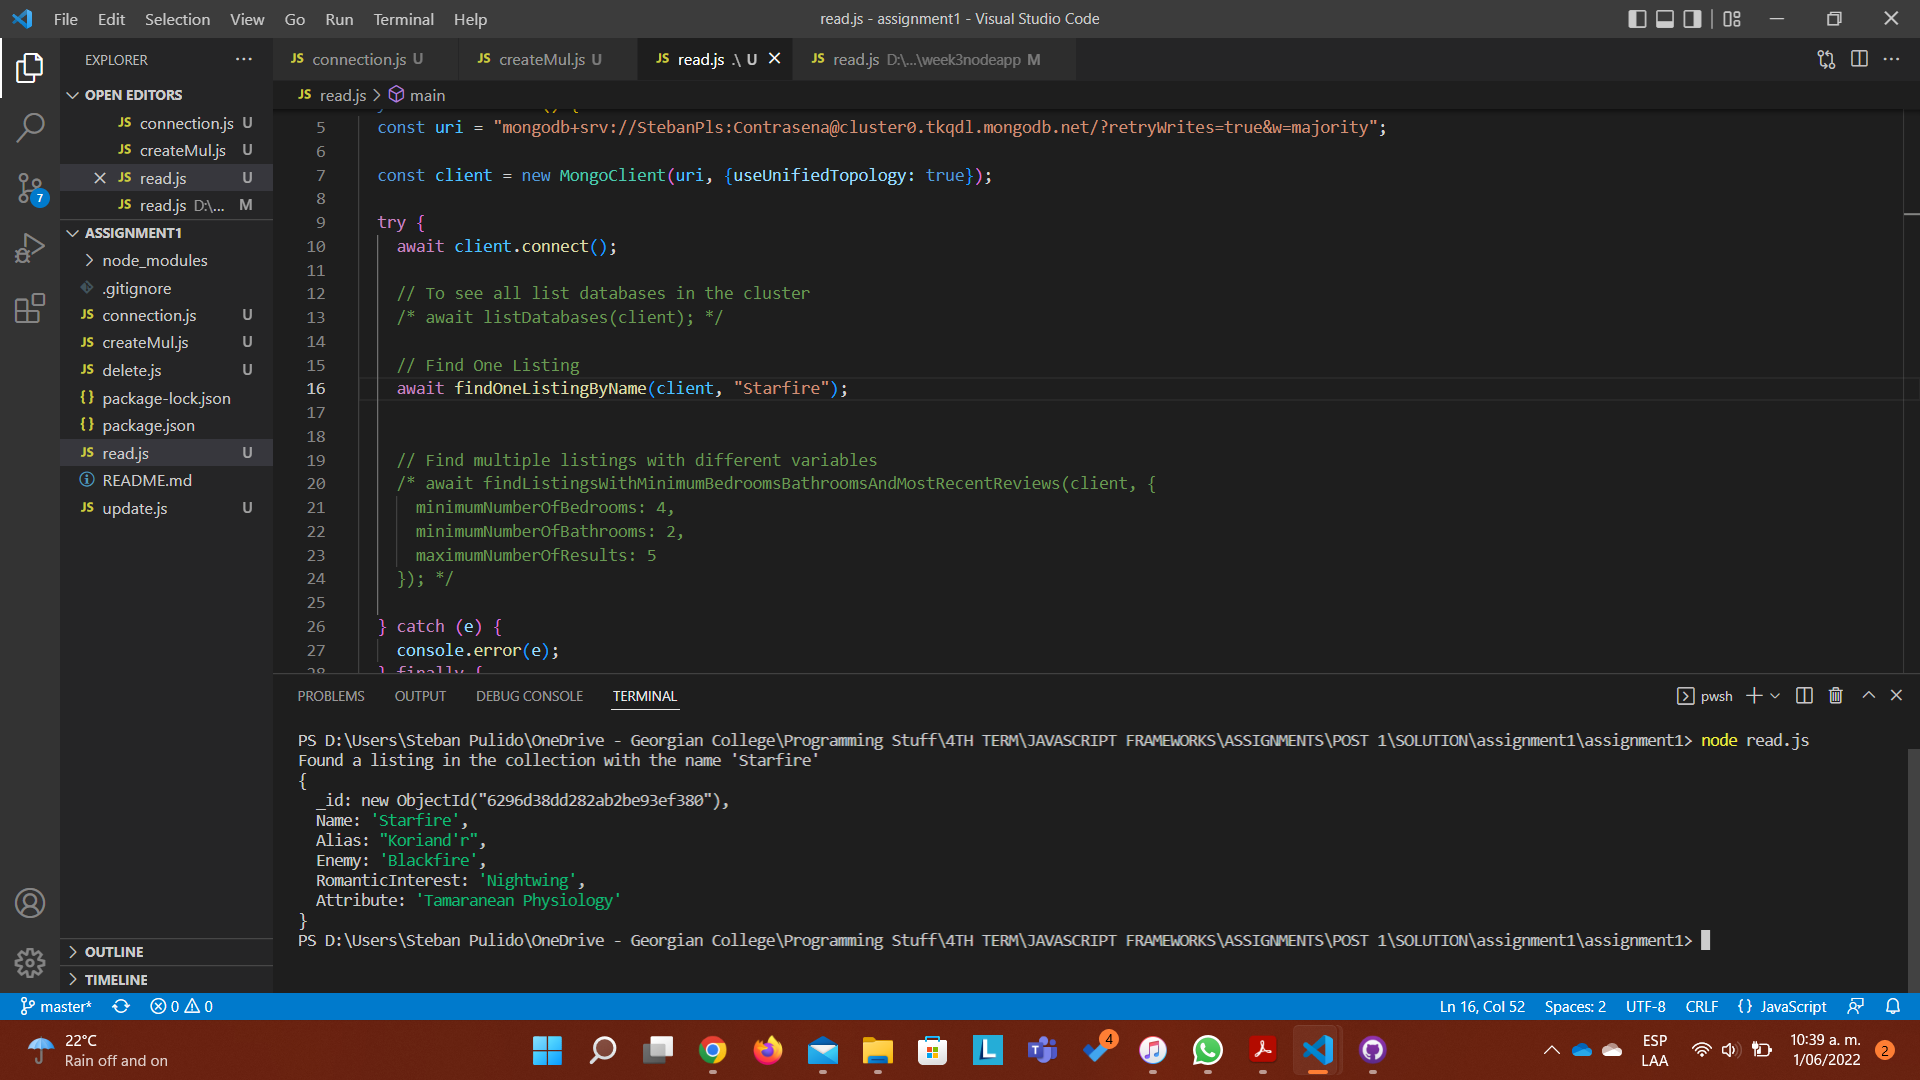 File Edit Selection View Go Run Terminal Help
read.js - assignment1 - Visual Studio Code
EXPLORER
JS connection.js U
JS createMul.js U
JS read.js .\ U
JS read.js D:\...\week3nodeapp M
JS read.js > main
OPEN EDITORS
JS connection.js U
JS createMul.js U
JS read.js U
JS read.js D:\... M
ASSIGNMENT1
node_modules
.gitignore
JS connection.js U
JS createMul.js U
JS delete.js U
{} package-lock.json
{} package.json
JS read.js U
README.md
JS update.js U
OUTLINE
TIMELINE
7
5 const uri = "mongodb+srv://StebanPls:Contrasena@cluster0.tkqdl.mongodb.net/?retryWrites=true&w=majority";
6
7 const client = new MongoClient(uri, {useUnifiedTopology: true});
8
9 try {
10 await client.connect();
11
12 // To see all list databases in the cluster
13 /* await listDatabases(client); */
14
15 // Find One Listing
16 await findOneListingByName(client, "Starfire");
17
18
19 // Find multiple listings with different variables
20 /* await findListingsWithMinimumBedroomsBathroomsAndMostRecentReviews(client, {
21 minimumNumberOfBedrooms: 4,
22 minimumNumberOfBathrooms: 2,
23 maximumNumberOfResults: 5
24 }); */
25
26 } catch (e) {
27 console.error(e);
28 } finally {
PROBLEMS OUTPUT DEBUG CONSOLE TERMINAL
pwsh
PS D:\Users\Steban Pulido\OneDrive - Georgian College\Programming Stuff\4TH TERM\JAVASCRIPT FRAMEWORKS\ASSIGNMENTS\POST 1\SOLUTION\assignment1\assignment1> node read.js
Found a listing in the collection with the name 'Starfire'
{
_id: new ObjectId("6296d38dd282ab2be93ef380"),
Name: 'Starfire',
Alias: "Koriand'r",
Enemy: 'Blackfire',
RomanticInterest: 'Nightwing',
Attribute: 'Tamaranean Physiology'
}
PS D:\Users\Steban Pulido\OneDrive - Georgian College\Programming Stuff\4TH TERM\JAVASCRIPT FRAMEWORKS\ASSIGNMENTS\POST 1\SOLUTION\assignment1\assignment1>
master* 0 0
Ln 16, Col 52 Spaces: 2 UTF-8 CRLF {} JavaScript
22°C
Rain off and on
4
ESP
LAA
10:39 a. m.
1/06/2022
2